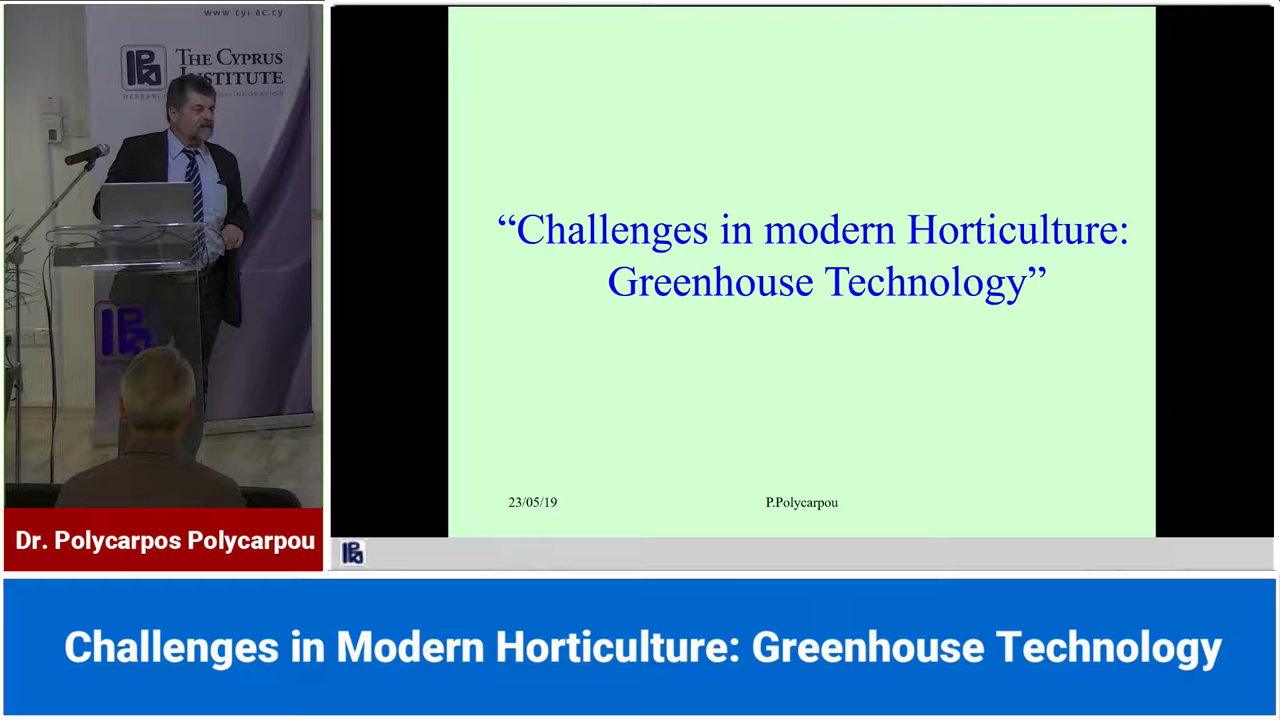 www.cyi.ac.cy
THE CYPRUS
INSTITUTE
“Challenges in modern Horticulture:
Greenhouse Technology”
23/05/19
P.Polycarpou
Dr. Polycarpos Polycarpou
Challenges in Modern Horticulture: Greenhouse Technology